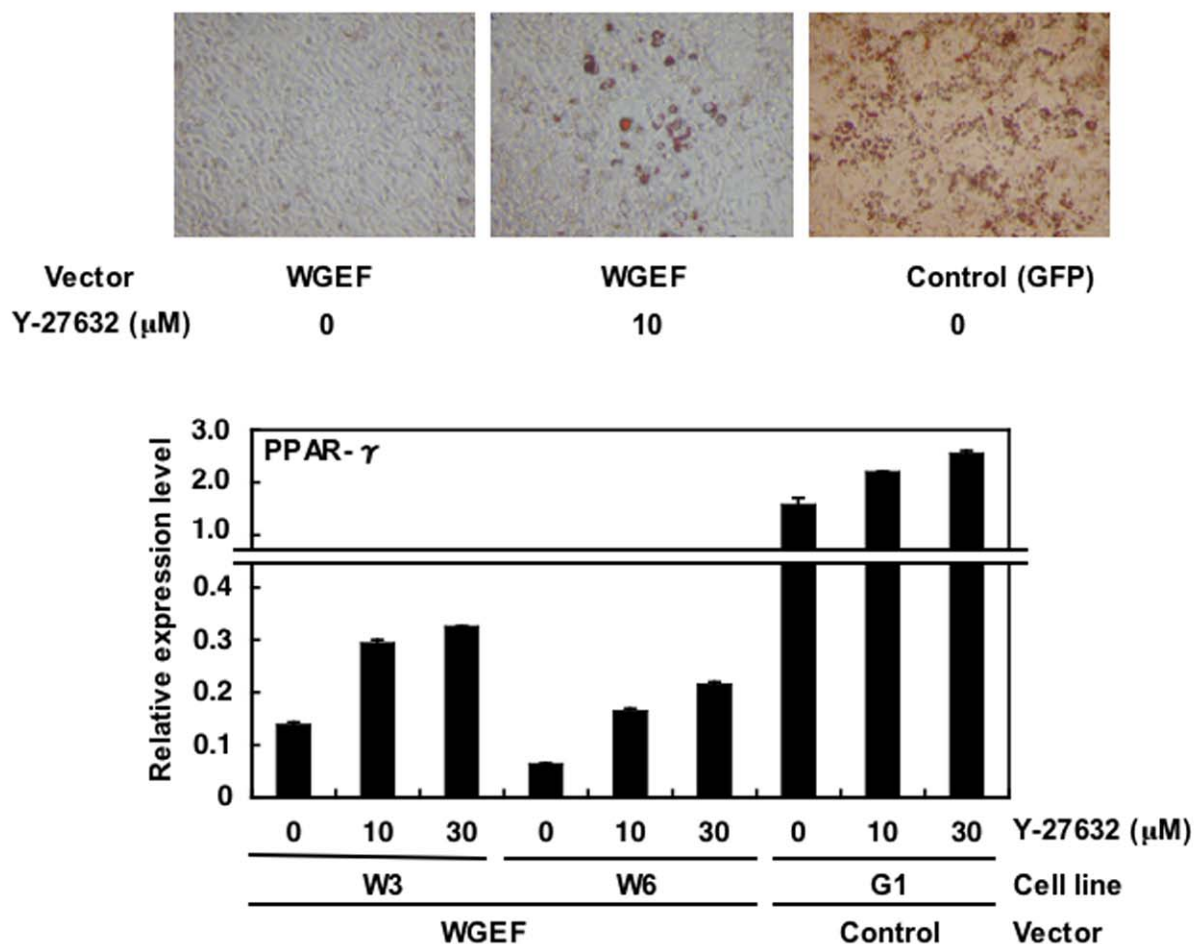 Vector WGEF WGEF Control (GFP)
Y-27632 (μM) 0 10 0
Relative expression level
PPAR-γ
3.0
2.0
1.0
0.4
0.3
0.2
0.1
0
0 10 30 0 10 30 0 10 30 Y-27632 (μM)
W3 W6 G1 Cell line
WGEF Control Vector